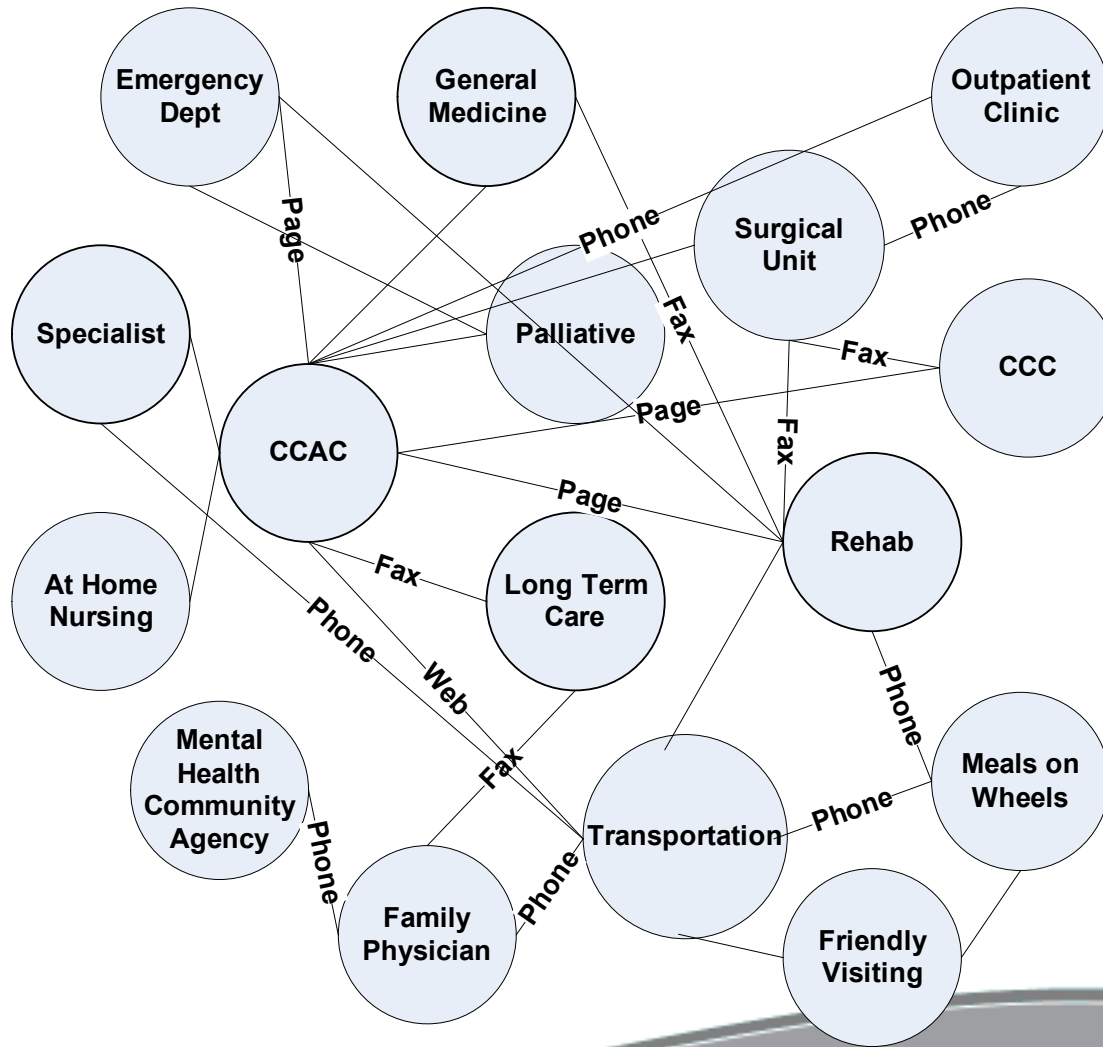 Emergency
Dept
General
Medicine
Outpatient
Clinic
Page
Phone
Surgical
Unit
Phone
Specialist
Palliative
Fax
Fax
CCC
Page
CCAC
Fax
Page
Rehab
At Home
Nursing
Fax
Long Term
Care
Phone
Web
Phone
Mental
Health
Community
Agency
Fax
Meals on
Wheels
Phone
Transportation
Phone
Phone
Family
Physician
Friendly
Visiting